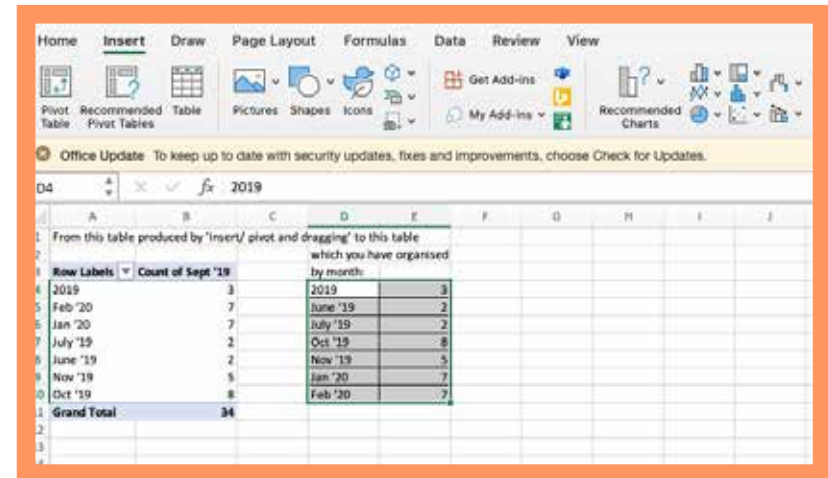 Home Insert Draw Page Layout Formulas Data Review View
Pivot Table
Recommended Pivot Tables
Table
Pictures
Shapes
Icons
Get Add-ins
My Add-ins
Recommended Charts
Office Update To keep up to date with security updates, fixes and improvements, choose Check for Updates.
D4 fx 2019
A B C D E F G H I J
1 From this table produced by 'insert/ pivot and dragging' to this table
2 which you have organised
3 Row Labels Count of Sept '19 by month:
4 2019 3 2019 3
5 Feb '20 7 June '19 2
6 Jan '20 7 July '19 2
7 July '19 2 Oct '19 8
8 June '19 2 Nov '19 5
9 Nov '19 5 Jan '20 7
10 Oct '19 8 Feb '20 7
11 Grand Total 34
12
13